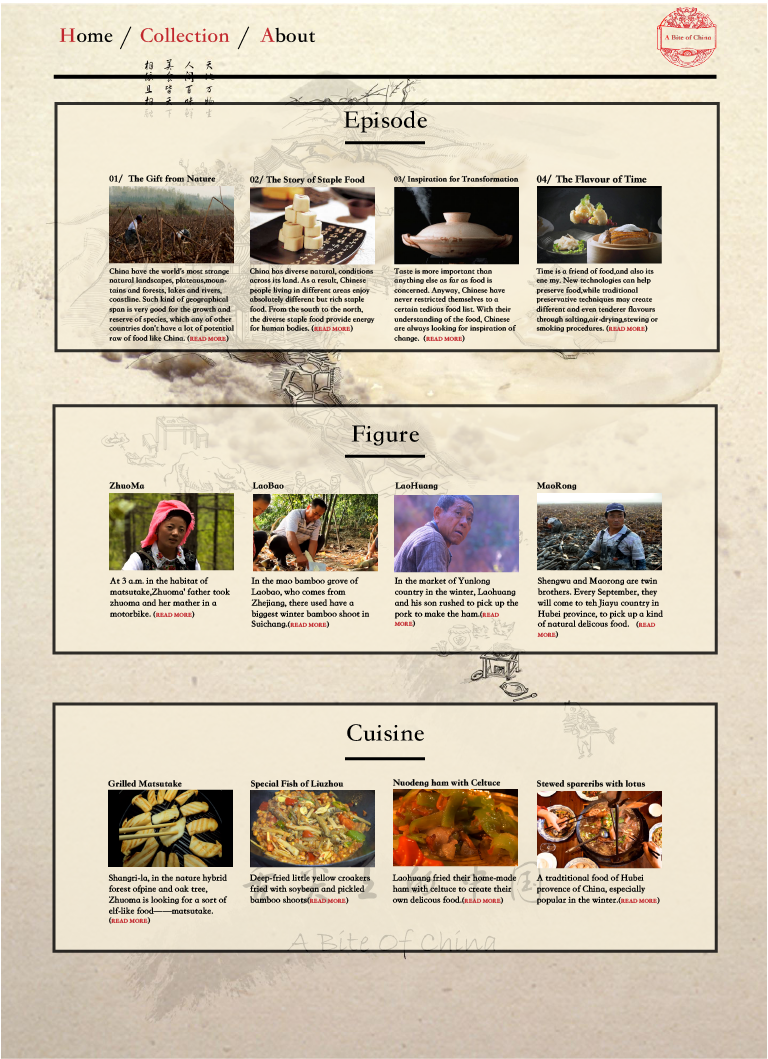 Home / Collection / About
A Bite of China
天地万物生
人间百味鲜
美食皆天下
相依且相
Episode
01/ The Gift from Nature
China have the world's most strange
natural landscapes, plateaus,moun-
tains and forests, lakes and rivers,
coastline. Such kind of geographical
span is very good for the growth and
reserve of species, which any of other
countries don't have a lot of potential
raw of food like China. (READ MORE)
02/ The Story of Staple Food
China has diverse natural, conditions
across its land. As a result, Chinese
people living in different areas enjoy
absolutely different but rich staple
food. From the south to the north,
the diverse staple food provide energy
for human bodies. (READ MORE)
03/ Inspiration for Transformation
Taste is more important than
anything else as far as food is
concerned. Anyway, Chinese have
never restricted themselves to a
certain tedious food list. With their
understanding of the food, Chinese
are always looking for inspiration of
change. (READ MORE)
04/ The Flavour of Time
Time is a friend of food,and also its
ene my. New technologies can help
preserve food,while traditional
preservative techniques may create
different and even tenderer flavours
through salting,air-drying,stewing or
smoking procedures. (READ MORE)
Figure
ZhuoMa
At 3 a.m. in the habitat of
matsutake,Zhuoma' father took
zhuoma and her mather in a
motorbike. (READ MORE)
LaoBao
In the mao bamboo grove of
Laobao, who comes from
Zhejiang, there used have a
biggest winter bamboo shoot in
Suichang.(READ MORE)
LaoHuang
In the market of Yunlong
country in the winter, Laohuang
and his son rushed to pick up the
pork to make the ham.(READ
MORE)
MaoRong
Shengwu and Maorong are twin
brothers. Every September, they
will come to teh Jiayu country in
Hubei province, to pick up a kind
of natural delicous food. (READ
MORE)
Cuisine
Grilled Matsutake
Shangri-la, in the nature hybrid
forest ofpine and oak tree,
Zhuoma is looking for a sort of
elf-like food——matsutake.
(READ MORE)
Special Fish of Liuzhou
Deep-fried little yellow croakers
fried with soybean and pickled
bamboo shoots(READ MORE)
Nuodeng ham with Celtuce
Laohuang fried their home-made
ham with celtuce to create their
own delicous food.(READ MORE)
Stewed spareribs with lotus
A traditional food of Hubei
provence of China, especially
popular in the winter.(READ MORE)
舌尖上的中国
A Bite Of China